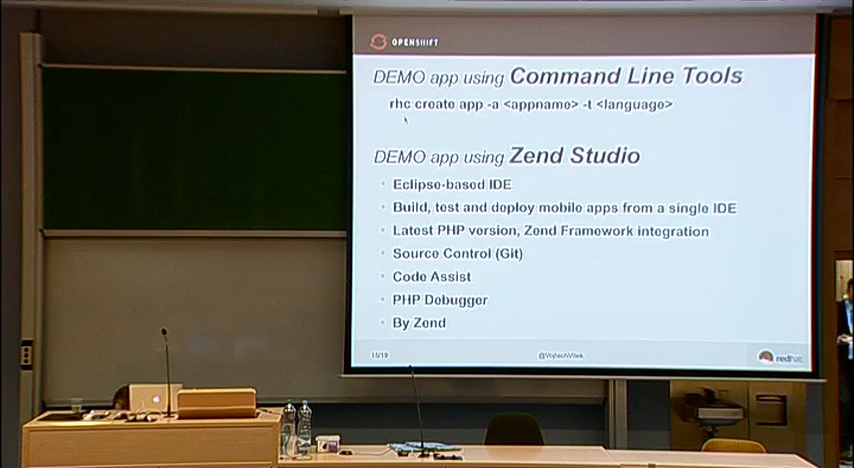 OPENSHIFT
DEMO app using Command Line Tools
rhc create app -a <appname> -t <language>
DEMO app using Zend Studio
Eclipse-based IDE
Build, test and deploy mobile apps from a single IDE
Latest PHP version, Zend Framework integration
Source Control (Git)
Code Assist
PHP Debugger
By Zend
15/19
@VojtechVitek
redhat